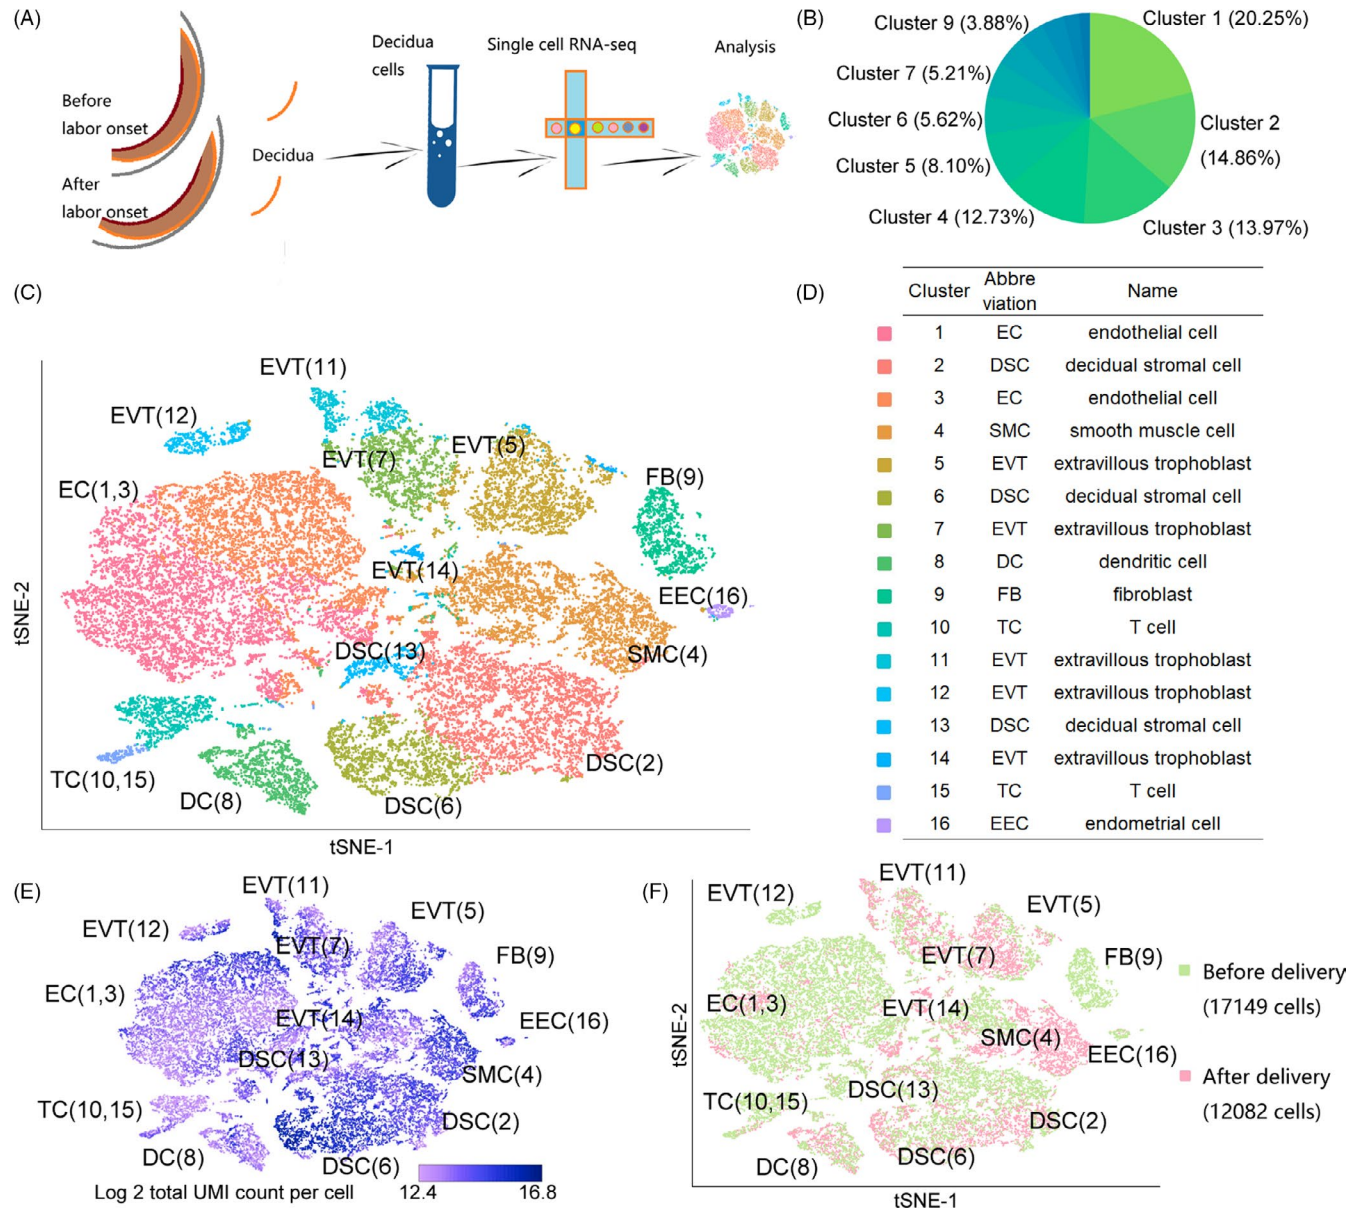 (A)
Before
labor onset
After
labor onset
Decidua
Decidua
cells
Single cell RNA-seq
Analysis
(B)
Cluster 9 (3.88%)
Cluster 7 (5.21%)
Cluster 6 (5.62%)
Cluster 5 (8.10%)
Cluster 4 (12.73%)
Cluster 1 (20.25%)
Cluster 2
(14.86%)
Cluster 3 (13.97%)
(C)
tSNE-2
EVT(11)
EVT(12)
EVT(7)
EVT(5)
FB(9)
EC(1,3)
EVT(14)
EEC(16)
DSC(13)
SMC(4)
TC(10,15)
DC(8)
DSC(6)
DSC(2)
tSNE-1
(D)
Cluster Abbre viation Name
1 EC endothelial cell
2 DSC decidual stromal cell
3 EC endothelial cell
4 SMC smooth muscle cell
5 EVT extravillous trophoblast
6 DSC decidual stromal cell
7 EVT extravillous trophoblast
8 DC dendritic cell
9 FB fibroblast
10 TC T cell
11 EVT extravillous trophoblast
12 EVT extravillous trophoblast
13 DSC decidual stromal cell
14 EVT extravillous trophoblast
15 TC T cell
16 EEC endometrial cell
(E)
EVT(11)
EVT(12)
EVT(5)
EVT(7)
FB(9)
EC(1,3)
EVT(14)
EEC(16)
DSC(13)
SMC(4)
TC(10,15)
DSC(2)
DC(8)
DSC(6)
Log 2 total UMI count per cell
12.4 16.8
(F)
tSNE-2
EVT(11)
EVT(12)
EVT(5)
EVT(7)
FB(9)
EC(1,3)
EVT(14)
SMC(4)
EEC(16)
DSC(13)
TC(10,15)
DSC(2)
DSC(6)
DC(8)
tSNE-1
Before delivery
(17149 cells)
After delivery
(12082 cells)